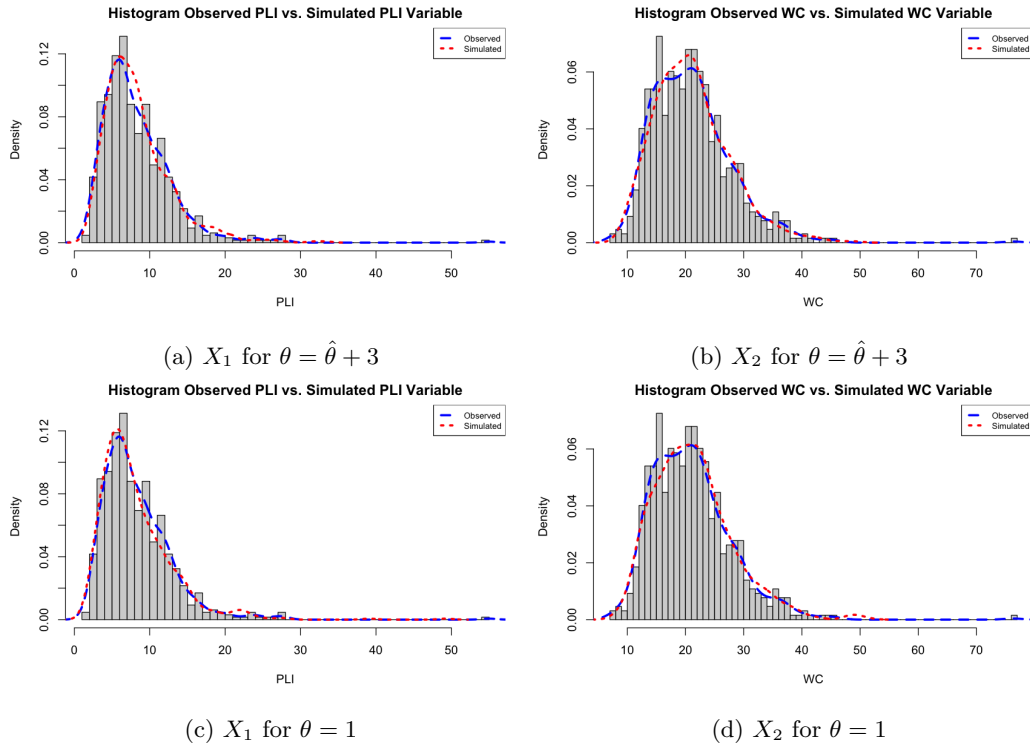 Histogram Observed PLI vs. Simulated PLI Variable
Observed
Simulated
Density
0.00 0.04 0.08 0.12
0 10 20 30 40 50
PLI
(a) X₁ for θ = θ̂ + 3
Histogram Observed WC vs. Simulated WC Variable
Observed
Simulated
Density
0.00 0.02 0.04 0.06
10 20 30 40 50 60 70
WC
(b) X₂ for θ = θ̂ + 3
Histogram Observed PLI vs. Simulated PLI Variable
Observed
Simulated
Density
0.00 0.04 0.08 0.12
0 10 20 30 40 50
PLI
(c) X₁ for θ = 1
Histogram Observed WC vs. Simulated WC Variable
Observed
Simulated
Density
0.00 0.02 0.04 0.06
10 20 30 40 50 60 70
WC
(d) X₂ for θ = 1